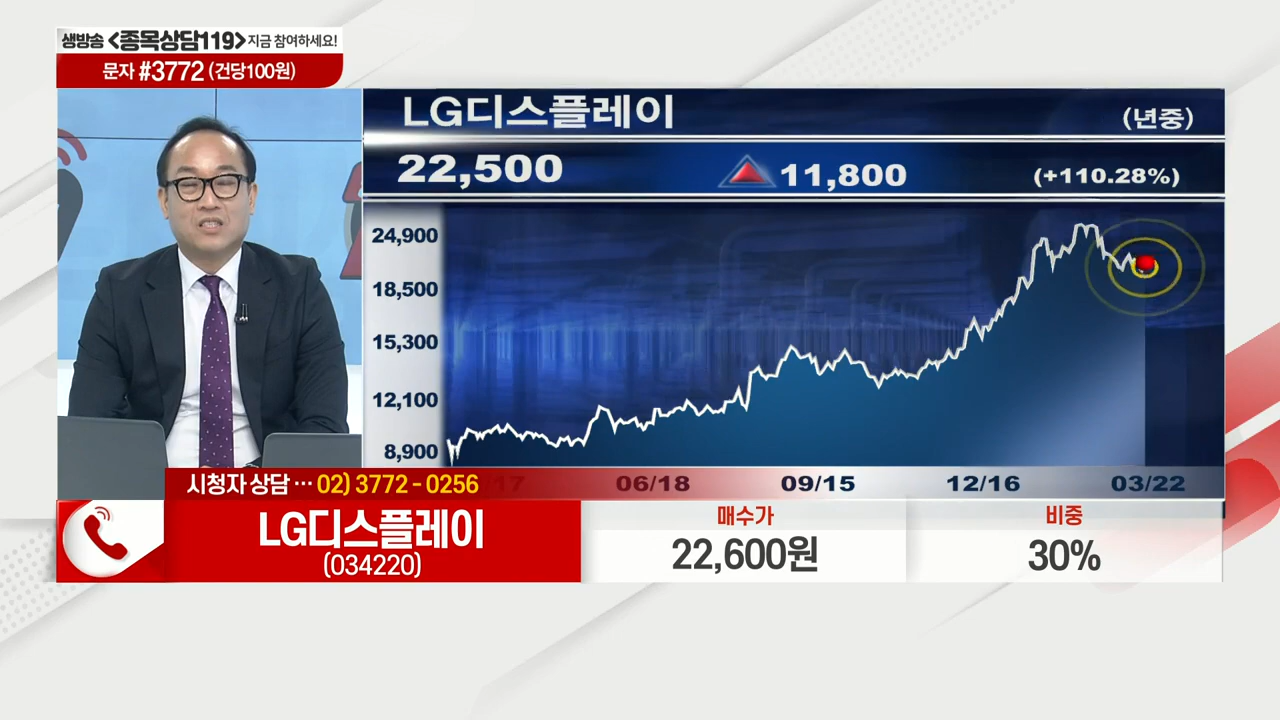 생방송 <종목상담119> 지금 참여하세요!
문자 #3772 (건당100원)
LG디스플레이 (년중)
22,500 ▲ 11,800 (+110.28%)
24,900
18,500
15,300
12,100
8,900
17 06/18 09/15 12/16 03/22
시청자 상담 ··· 02) 3772 - 0256
LG디스플레이
(034220)
매수가
22,600원
비중
30%